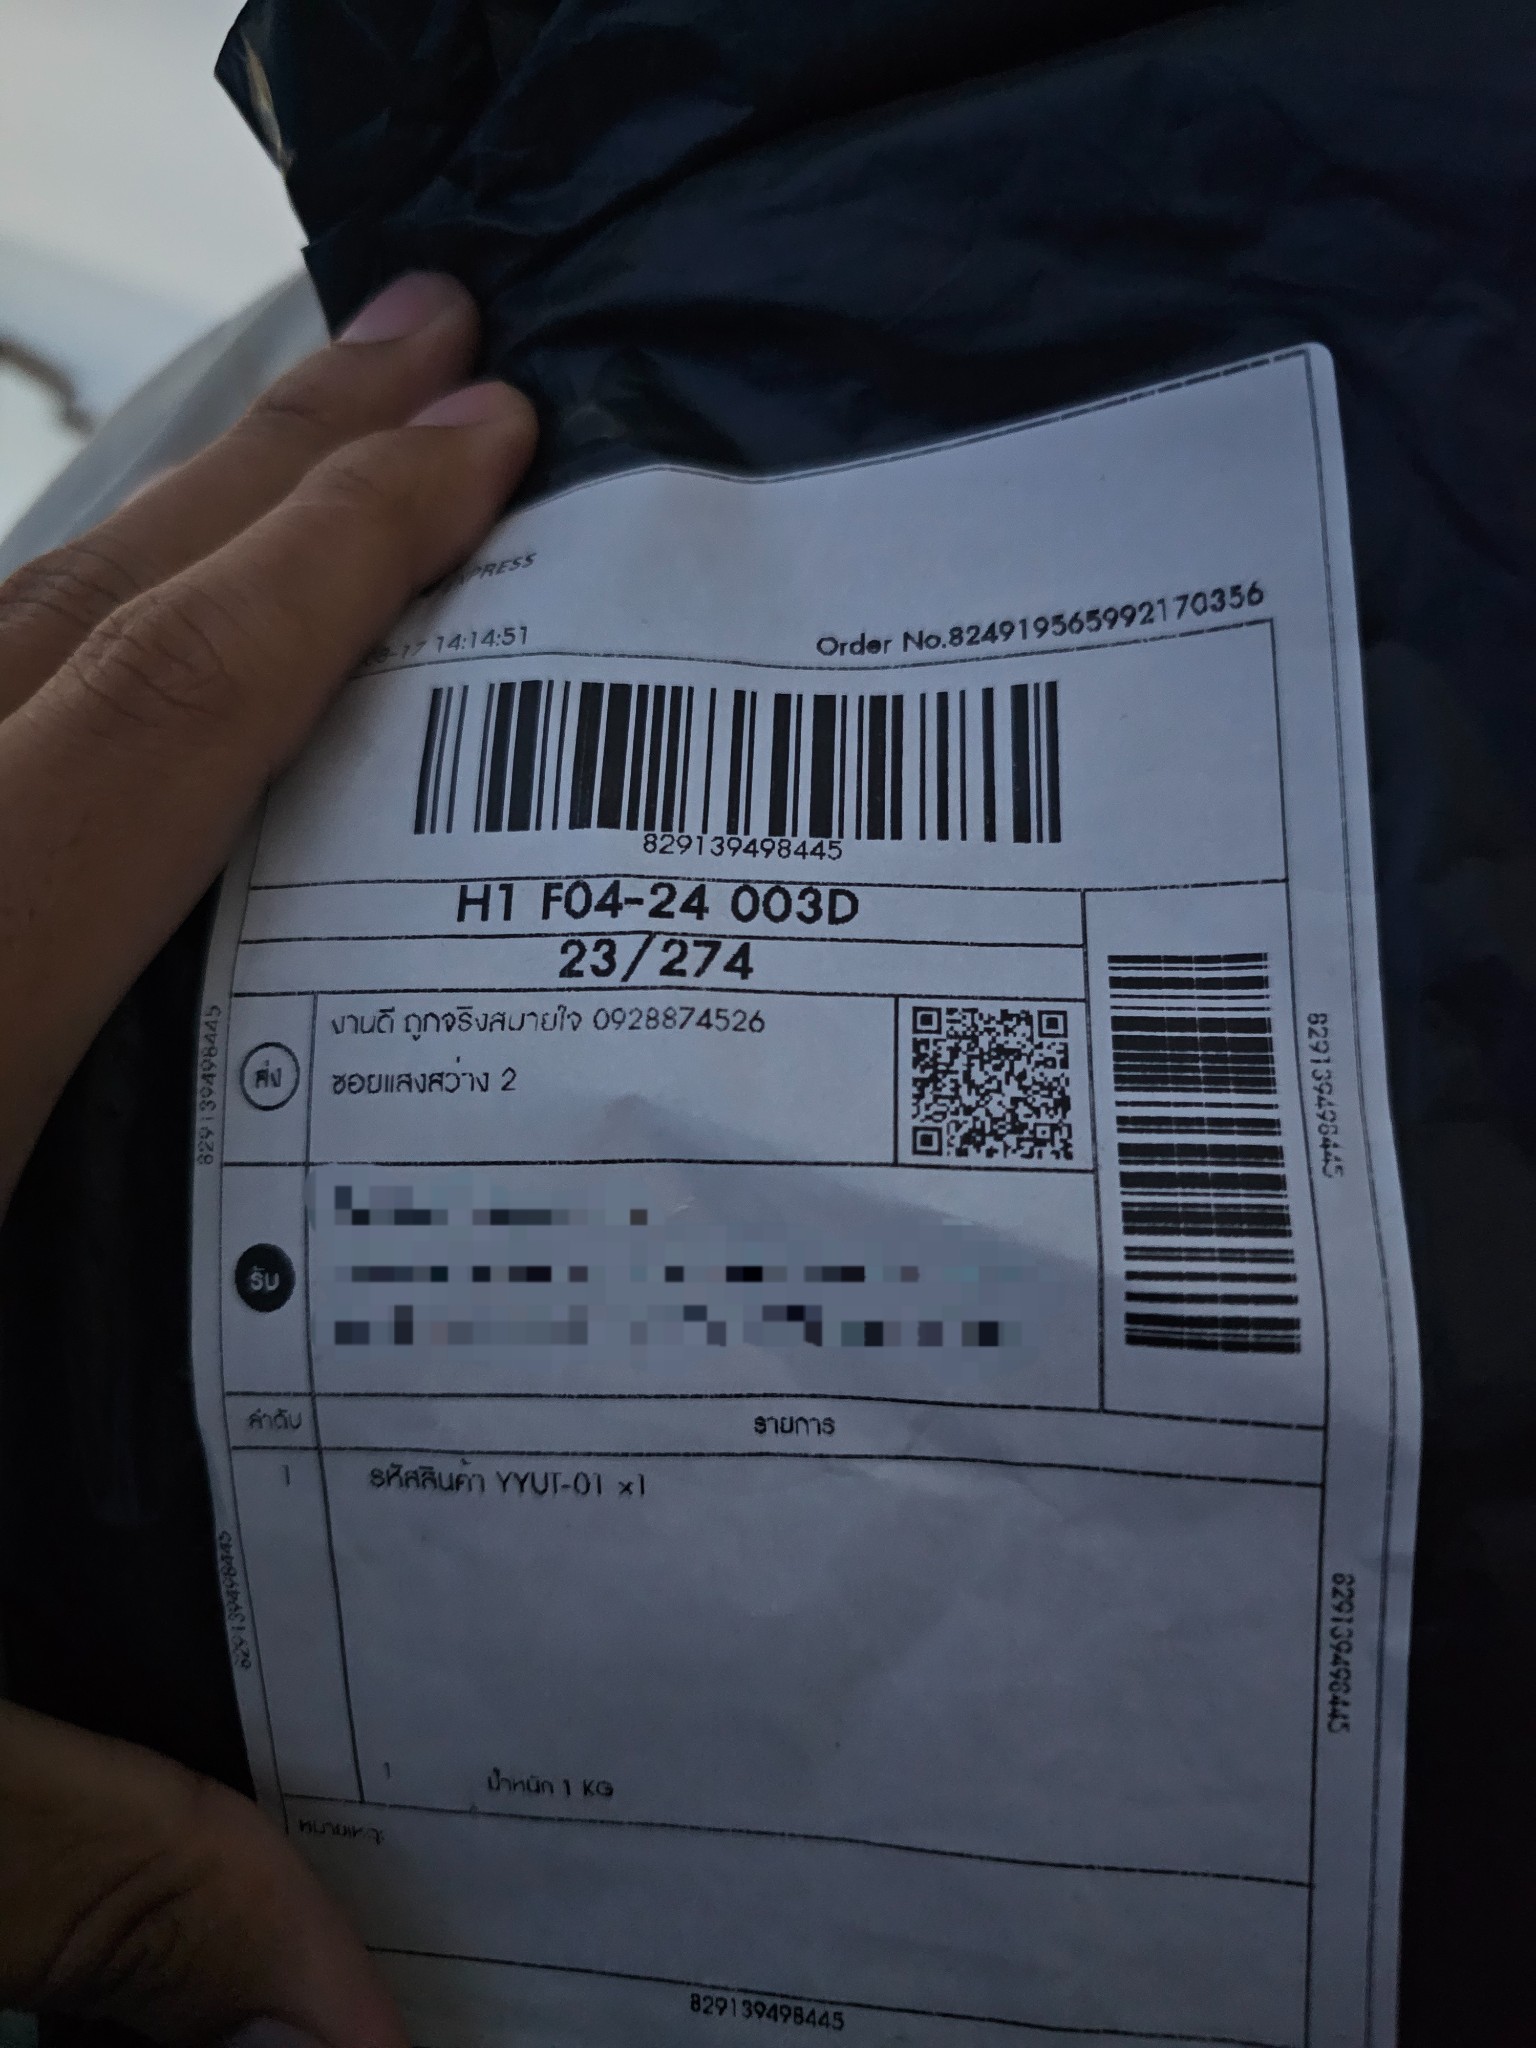 PRESS
-17 14:14:51
Order No.824919565992170356
829139498445
H1 F04-24 003D
23/274
ส่ง
งานดี ถูกจริงสบายใจ 0928874526
ซอยแสงสว่าง 2
รับ
ลำดับ รายการ
1 รหัสสินค้า YYUT-01 x1
1 น้ำหนัก 1 KG
หมายเหตุ:
829139498445
829139498445
829139498445
829139498445
829139498445